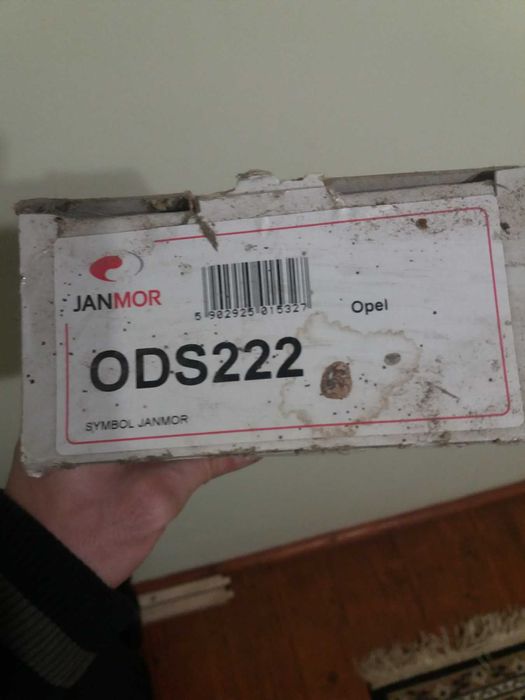 JANMOR
5 902925 015327
Opel
ODS222
SYMBOL JANMOR